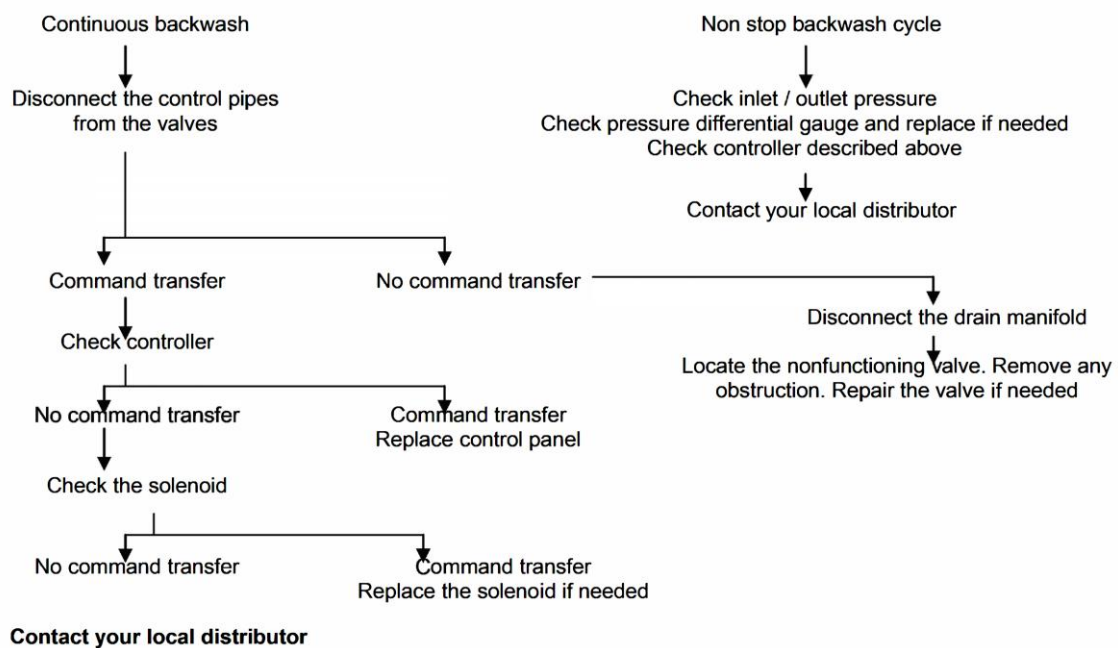 Continuous backwash
Non stop backwash cycle
Disconnect the control pipes
from the valves
Check inlet / outlet pressure
Check pressure differential gauge and replace if needed
Check controller described above
Contact your local distributor
Command transfer
No command transfer
Disconnect the drain manifold
Check controller
Locate the nonfunctioning valve. Remove any
obstruction. Repair the valve if needed
No command transfer
Command transfer
Replace control panel
Check the solenoid
No command transfer
Command transfer
Replace the solenoid if needed
Contact your local distributor